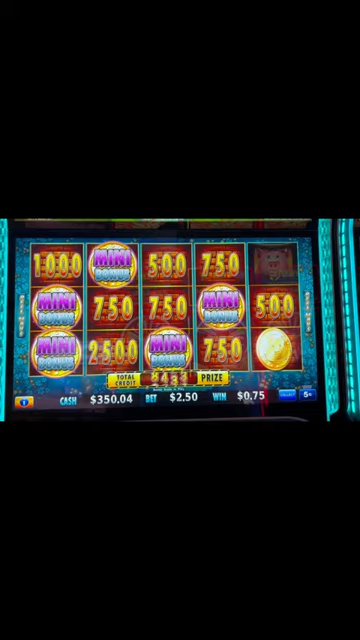 1000 MINI BONUS 500 750
MINI BONUS 750 750 MINI BONUS 500
MINI BONUS 2500 MINI BONUS 750
TOTAL CREDIT PRIZE
CASH $350.04 BET $2.50 WIN $0.75 5¢